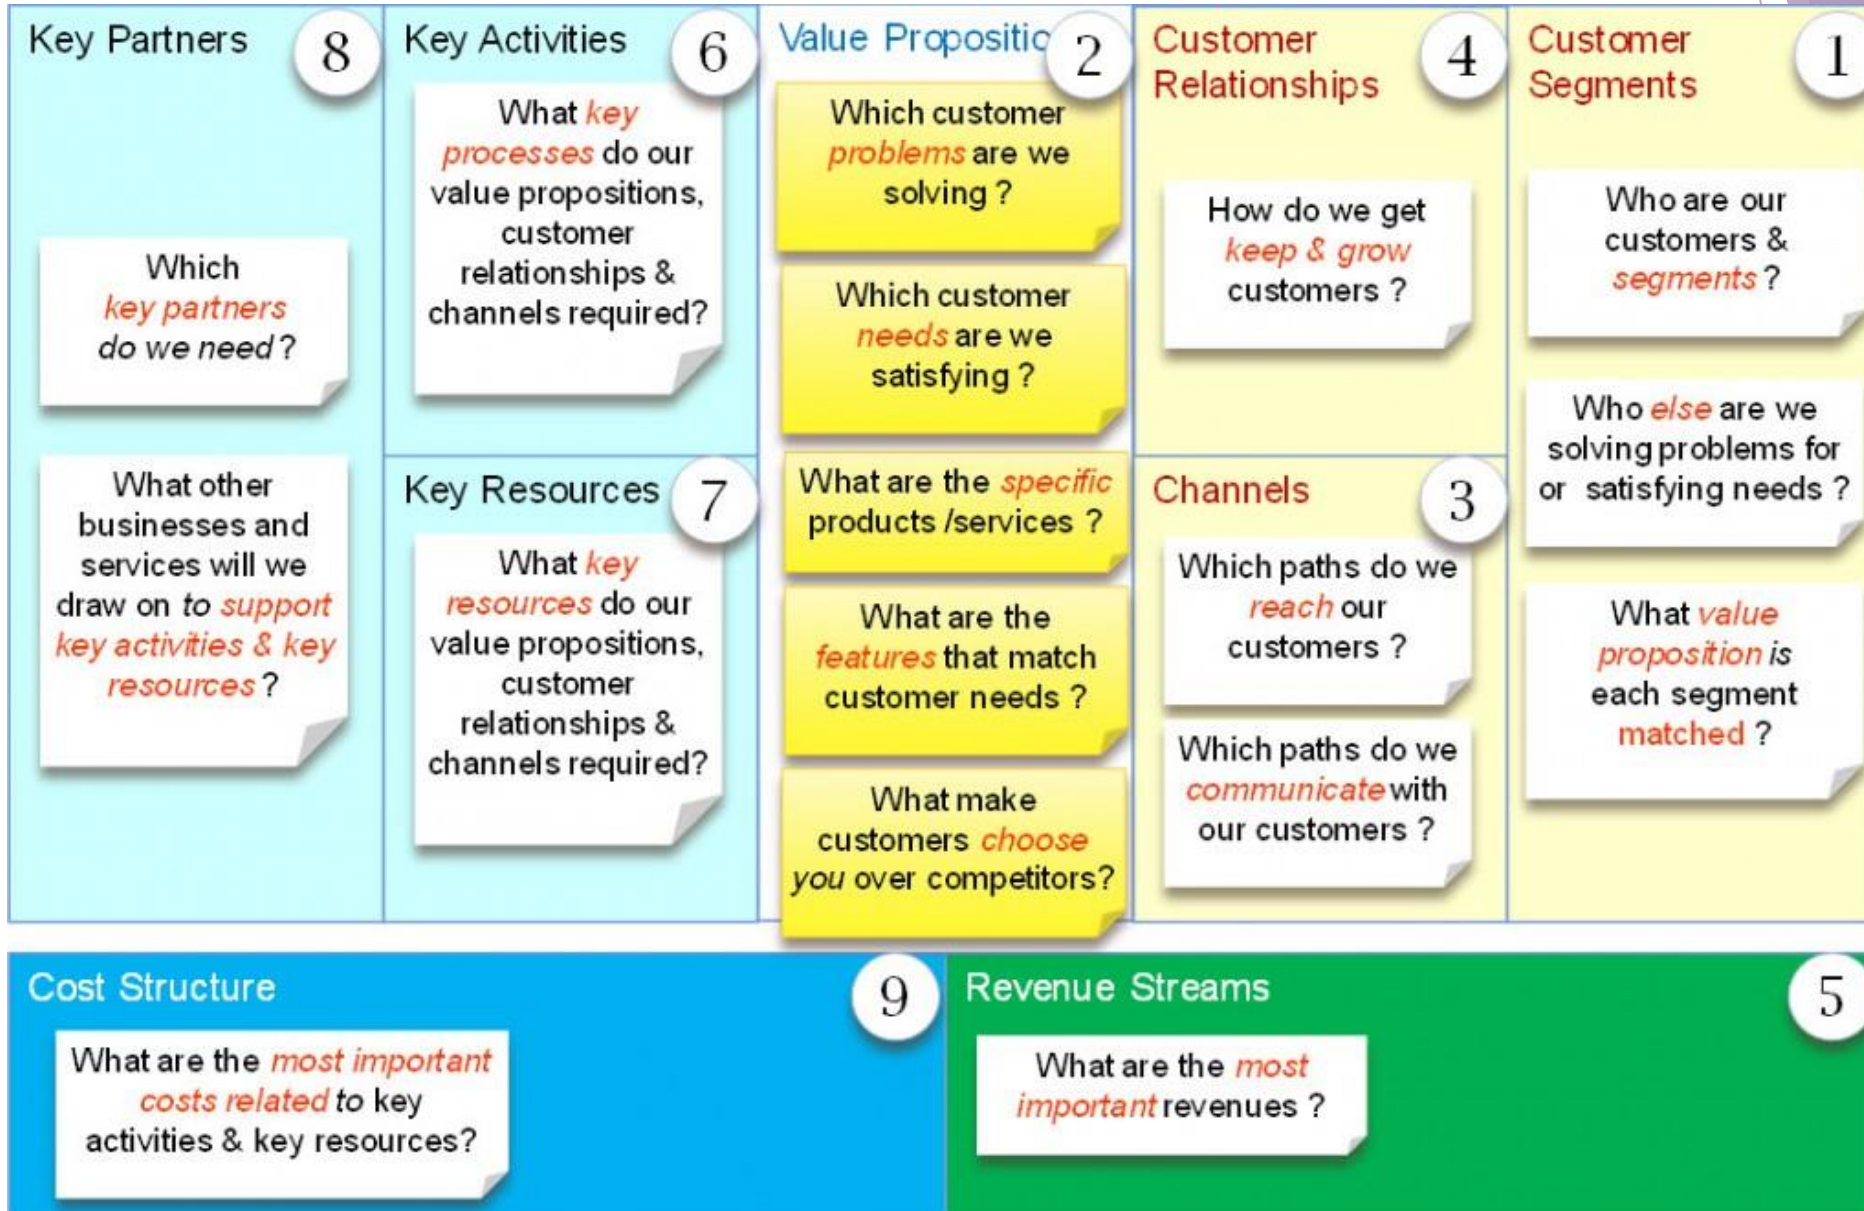 Key Partners
8
Which
key partners
do we need ?
What other
businesses and
services will we
draw on to support
key activities & key
resources ?
Key Activities
6
What key
processes do our
value propositions,
customer
relationships &
channels required?
Key Resources
7
What key
resources do our
value propositions,
customer
relationships &
channels required?
Value Propositic
2
Which customer
problems are we
solving ?
Which customer
needs are we
satisfying ?
What are the specific
products /services ?
What are the
features that match
customer needs ?
What make
customers choose
you over competitors?
Customer
Relationships
4
How do we get
keep & grow
customers ?
Channels
3
Which paths do we
reach our
customers ?
Which paths do we
communicate with
our customers ?
Customer
Segments
1
Who are our
customers &
segments ?
Who else are we
solving problems for
or satisfying needs ?
What value
proposition is
each segment
matched ?
Cost Structure
9
What are the most important
costs related to key
activities & key resources?
Revenue Streams
5
What are the most
important revenues ?